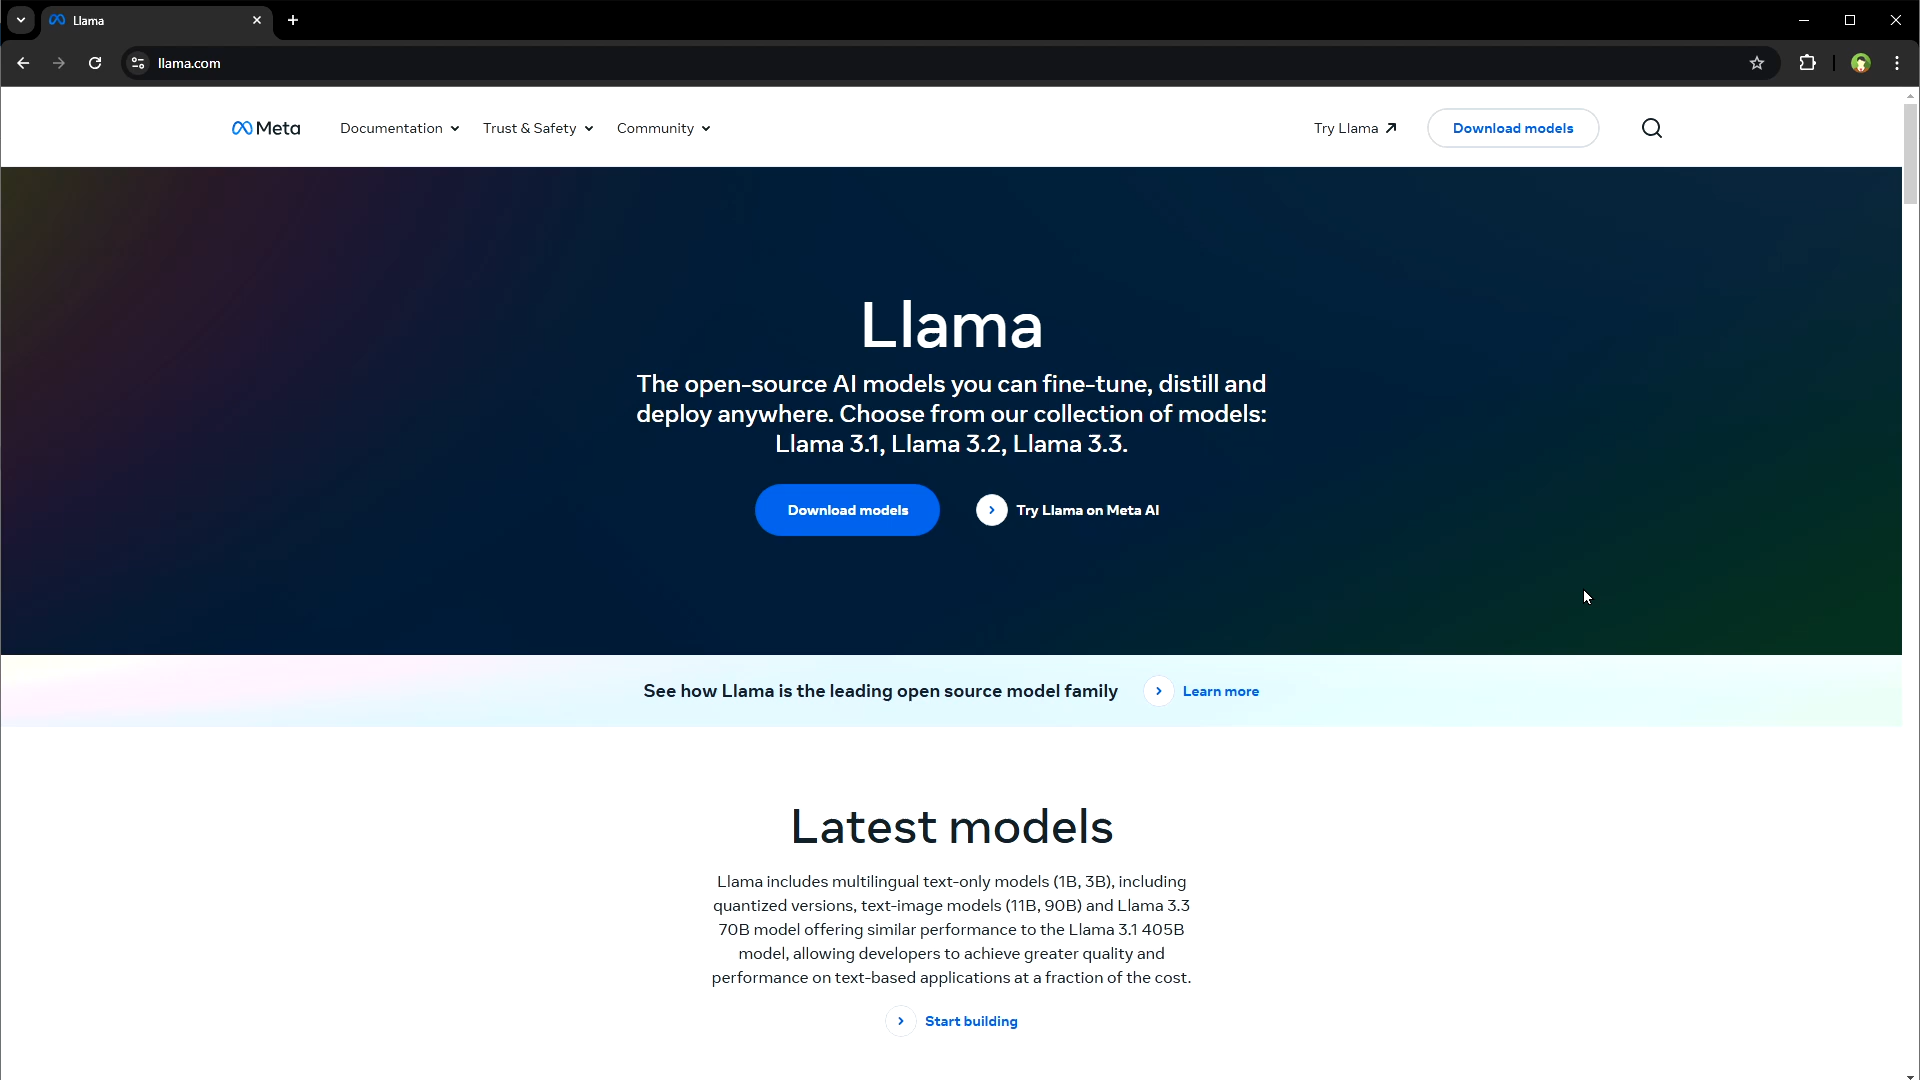 Llama
llama.com
Meta
Documentation
Trust & Safety
Community
Try Llama
Download models
Llama
The open-source AI models you can fine-tune, distill and
deploy anywhere. Choose from our collection of models:
Llama 3.1, Llama 3.2, Llama 3.3.
Download models
Try Llama on Meta AI
See how Llama is the leading open source model family
Learn more
Latest models
Llama includes multilingual text-only models (1B, 3B), including
quantized versions, text-image models (11B, 90B) and Llama 3.3
70B model offering similar performance to the Llama 3.1 405B
model, allowing developers to achieve greater quality and
performance on text-based applications at a fraction of the cost.
Start building